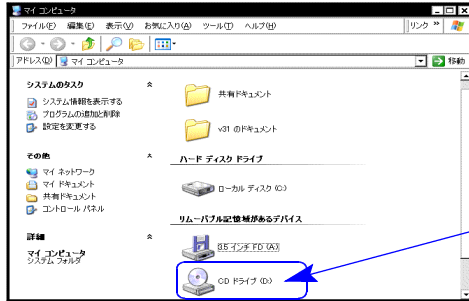 マイ コンピュータ
ファイル(F) 編集(E) 表示(V) お気に入り(A) ツール(T) ヘルプ(H) リンク »
アドレス(D) マイ コンピュータ 移動
システムのタスク
システム情報を表示する
プログラムの追加と削除
設定を変更する
その他
マイ ネットワーク
マイ ドキュメント
共有ドキュメント
コントロール パネル
詳細
マイ コンピュータ
システム フォルダ
共有ドキュメント
v31 のドキュメント
ハード ディスク ドライブ
ローカル ディスク (C:)
リムーバブル記憶域があるデバイス
3.5 インチ FD (A:)
CD ドライブ (D:)